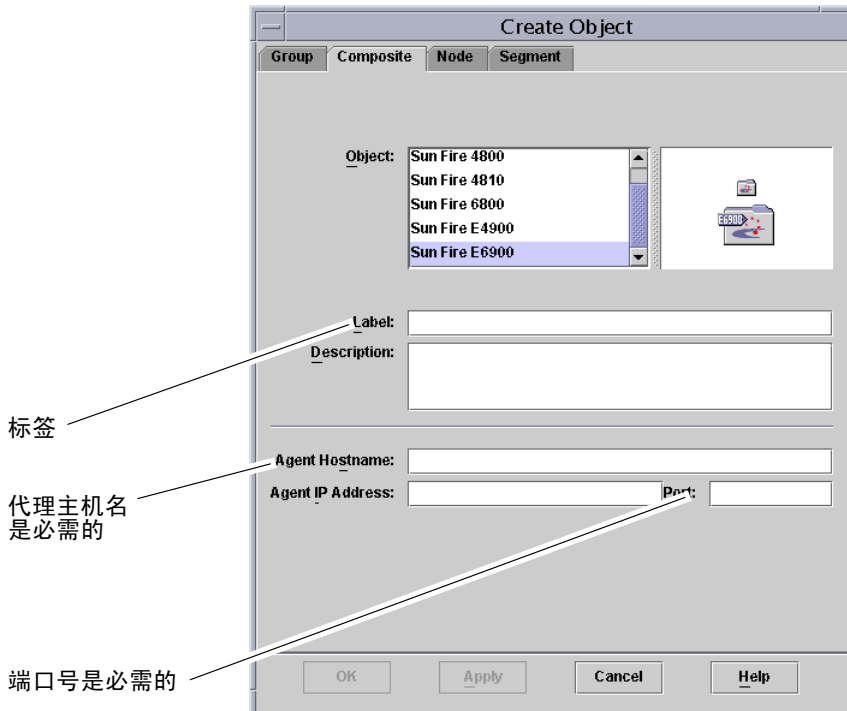 Create Object
Group Composite Node Segment
Object:
Sun Fire 4800
Sun Fire 4810
Sun Fire 6800
Sun Fire E4900
Sun Fire E6900
E6900
Label:
Description:
标签
Agent Hostname:
代理主机名
是必需的
Agent IP Address:
Port:
端口号是必需的
OK Apply Cancel Help